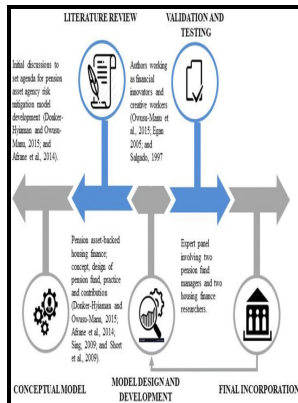 LITERATURE REVIEW
VALIDATION AND
TESTING
Initial discussions to
set agenda for pension
asset agency risk
mitigation model
development (Donker-
Hyiaman and Owusu-
Manu, 2015; and
Afrane et al., 2014).
Authors working
as financial
innovators and
creative workers
(Owusu-Manu et
al., 2015; Egan
2005; and
Salgado, 1997
Pension asset-backed
housing finance;
concept, design of
pension fund, practice
and contribution
(Donker-Hyiaman and
Owusu-Manu, 2015;
Afrane et al., 2014;
Sing, 2009; and Short
et al., 2009).
Expert panel
involving two
pension fund
managers and two
housing finance
researchers.
CONCEPTUAL MODEL
MODEL DESIGN AND
DEVELOPMENT
FINAL INCORPORATION